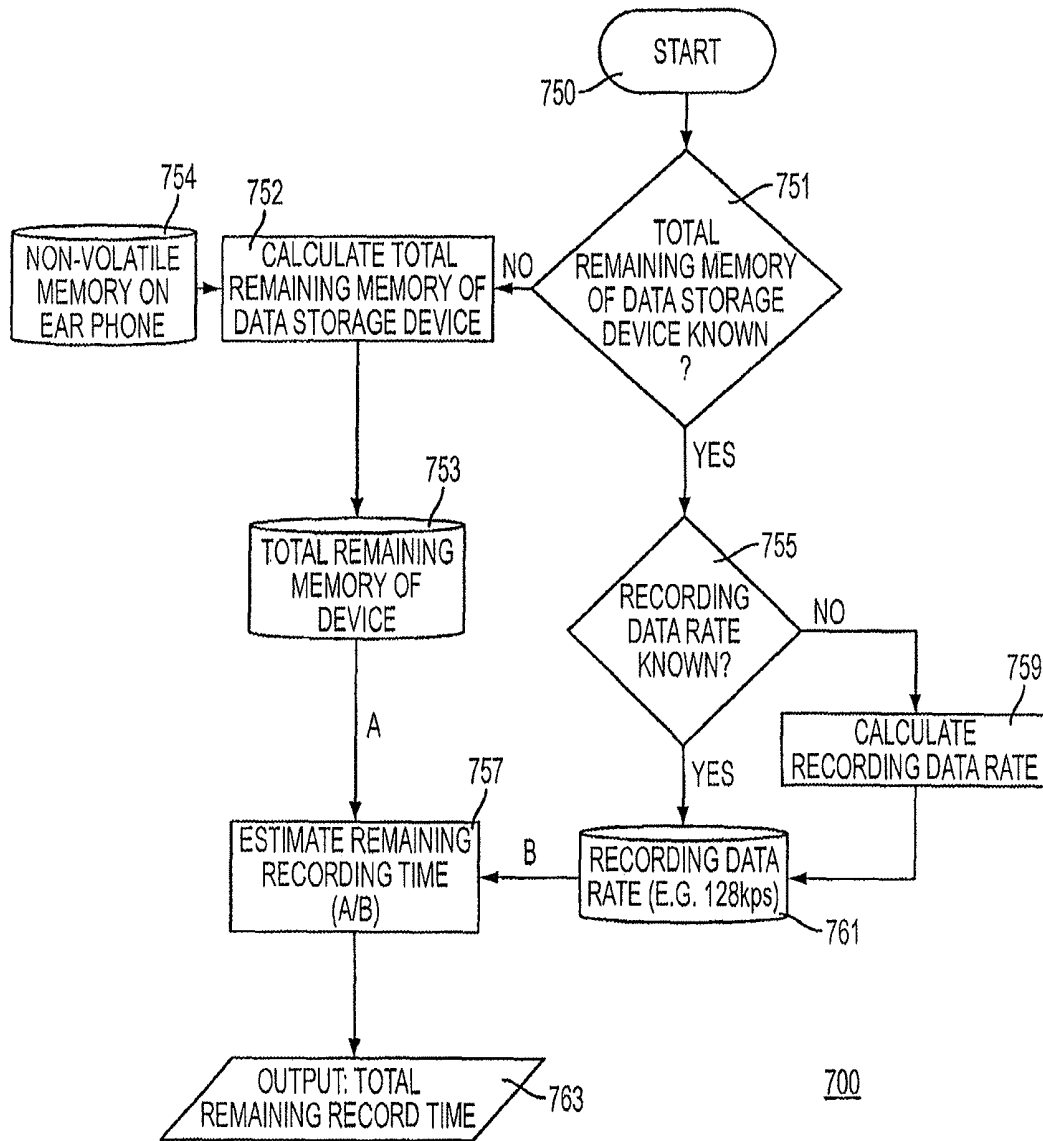 START
750
751
TOTAL
REMAINING MEMORY
OF DATA STORAGE
DEVICE KNOWN
?
NO
752
CALCULATE TOTAL
REMAINING MEMORY OF
DATA STORAGE DEVICE
754
NON-VOLATILE
MEMORY ON
EAR PHONE
YES
753
TOTAL REMAINING
MEMORY OF
DEVICE
755
RECORDING
DATA RATE
KNOWN?
NO
759
CALCULATE
RECORDING DATA RATE
A
YES
757
ESTIMATE REMAINING
RECORDING TIME
(A/B)
B
RECORDING DATA
RATE (E.G. 128kps)
761
OUTPUT: TOTAL
REMAINING RECORD TIME
763
700